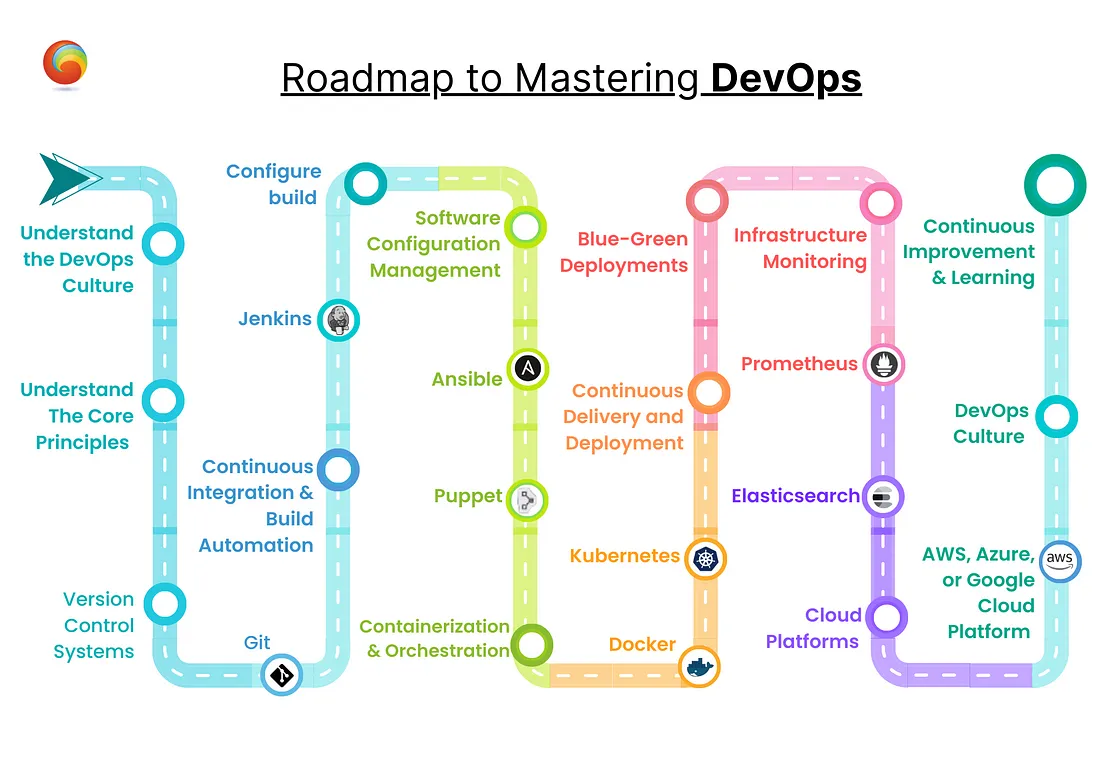 Roadmap to Mastering DevOps
Understand
the DevOps
Culture
Understand
The Core
Principles
Version
Control
Systems
Git
Continuous
Integration &
Build
Automation
Jenkins
Configure
build
Software
Configuration
Management
Ansible
Puppet
Containerization
& Orchestration
Docker
Kubernetes
Continuous
Delivery and
Deployment
Blue-Green
Deployments
Infrastructure
Monitoring
Prometheus
Elasticsearch
Cloud
Platforms
AWS, Azure,
or Google
Cloud
Platform
aws
DevOps
Culture
Continuous
Improvement
& Learning